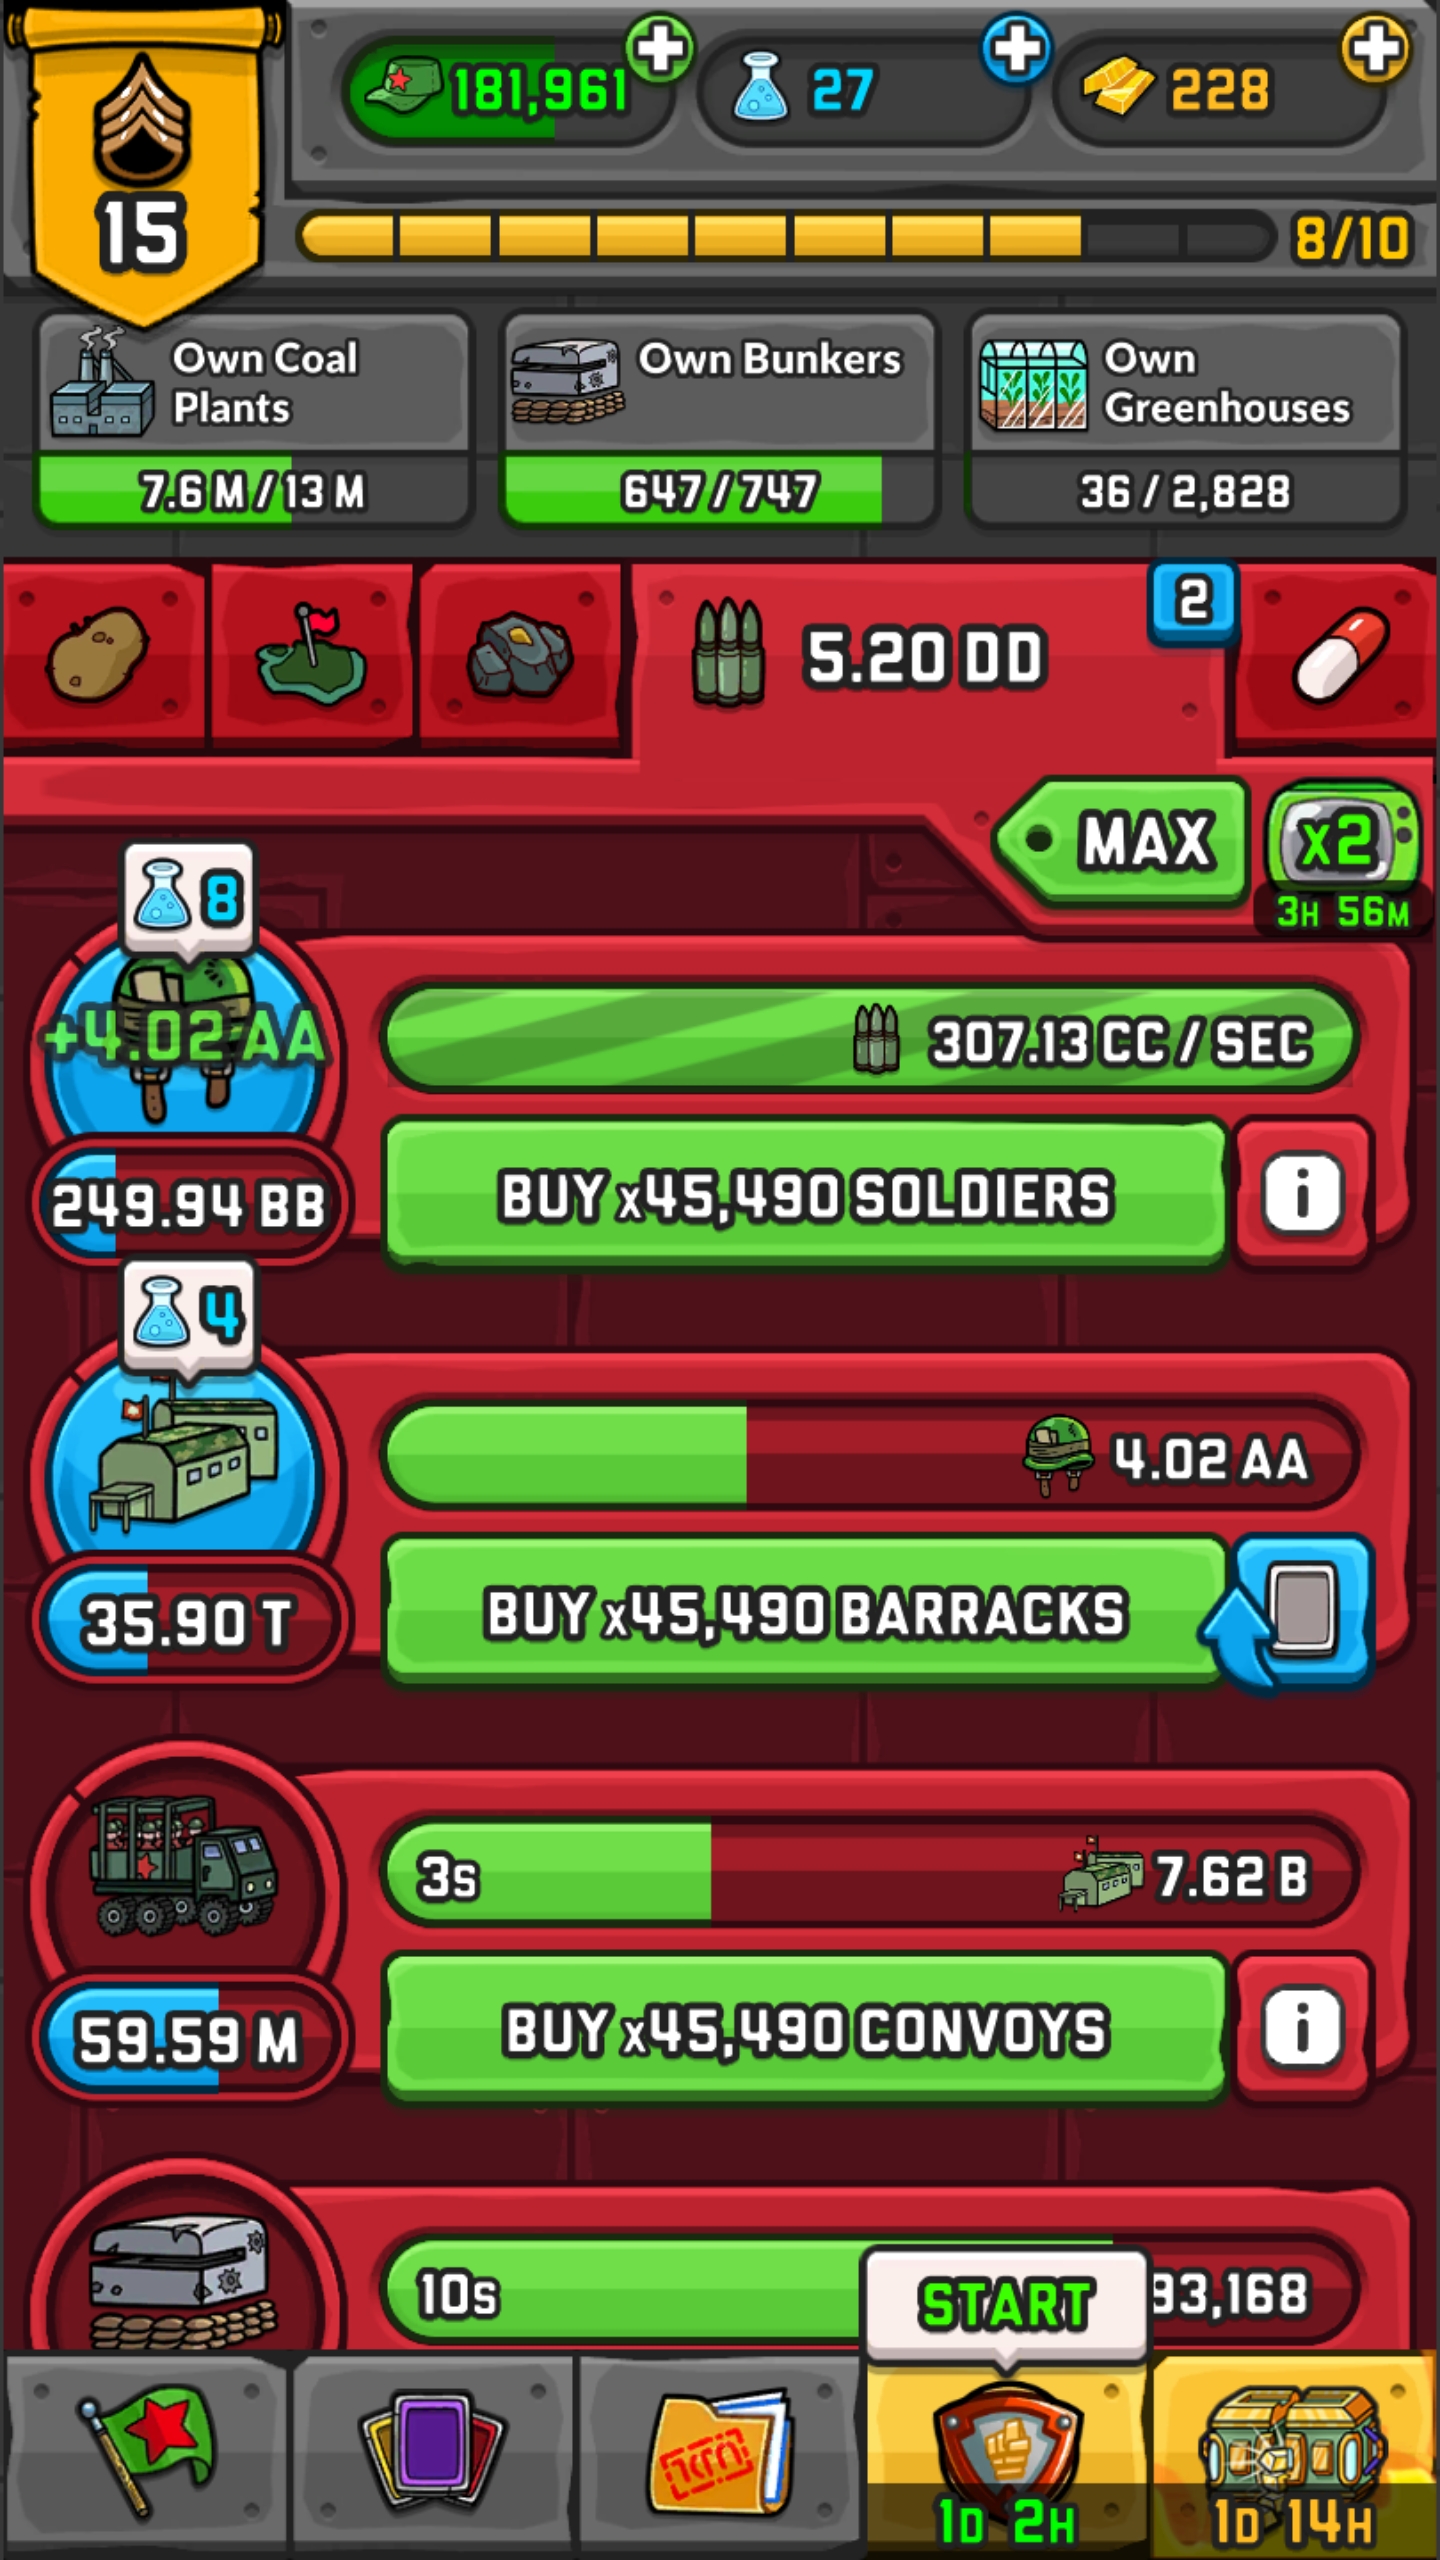 181,961
27
228
15
8/10
Own Coal
Plants
Own Bunkers
Own
Greenhouses
7.6 M / 13 M
647 / 747
36 / 2,828
5.20 DD
2
MAX
x2
3H 56M
8
+4.02 AA
307.13 CC / SEC
249.94 BB
BUY x45,490 SOLDIERS
i
4
4.02 AA
35.90 T
BUY x45,490 BARRACKS
3s
7.62 B
59.59 M
BUY x45,490 CONVOYS
i
10s
93,168
START
1D 2H
1D 14H